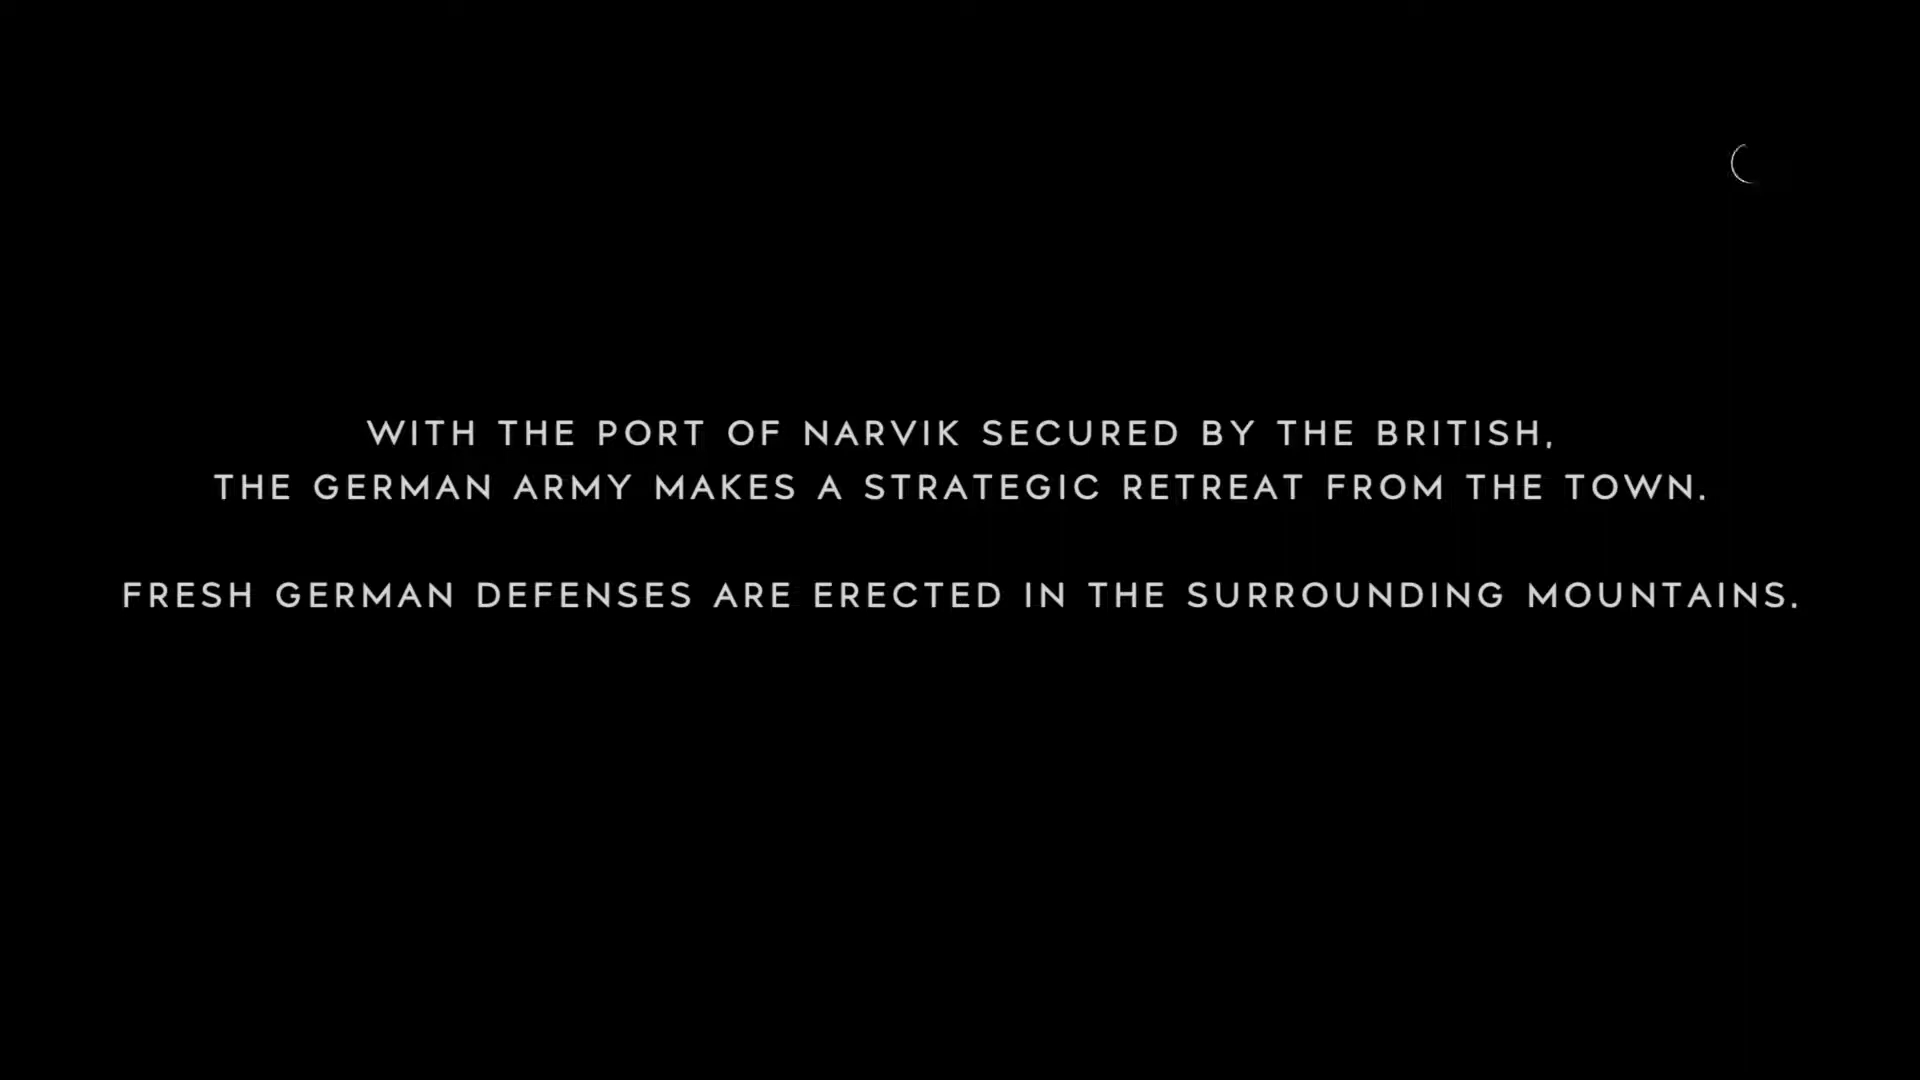 WITH THE PORT OF NARVIK SECURED BY THE BRITISH,
THE GERMAN ARMY MAKES A STRATEGIC RETREAT FROM THE TOWN.
FRESH GERMAN DEFENSES ARE ERECTED IN THE SURROUNDING MOUNTAINS.